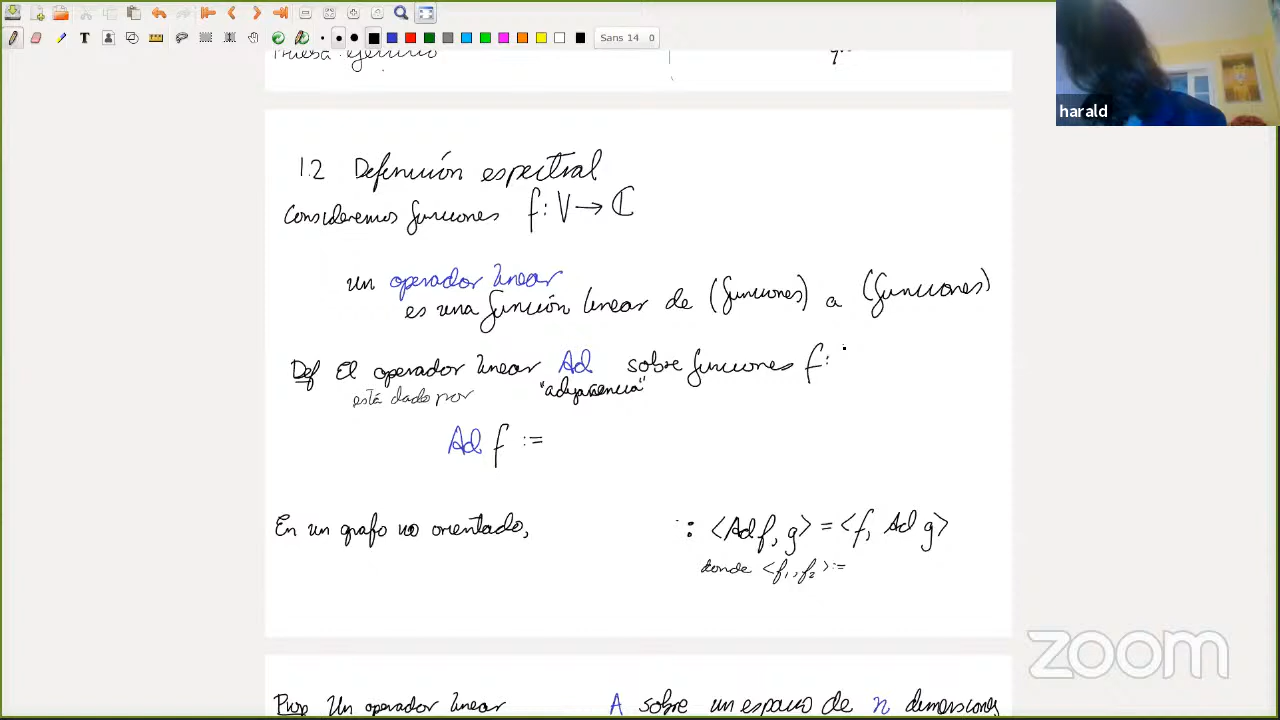 Sans 14 0
harald
Prueba: ejercicio
1.2 Definición espectral
Consideremos funciones f: V → ℂ
un operador linear
es una función linear de (funciones) a (funciones)
Def El operador linear Ad sobre funciones f:
está dado por "adyacencia"
Ad f :=
En un grafo no orientado, : <Ad f, g> = <f, Ad g>
donde <f₁, f₂> :=
zoom
Prop Un operador linear A sobre un espacio de n dimensiones